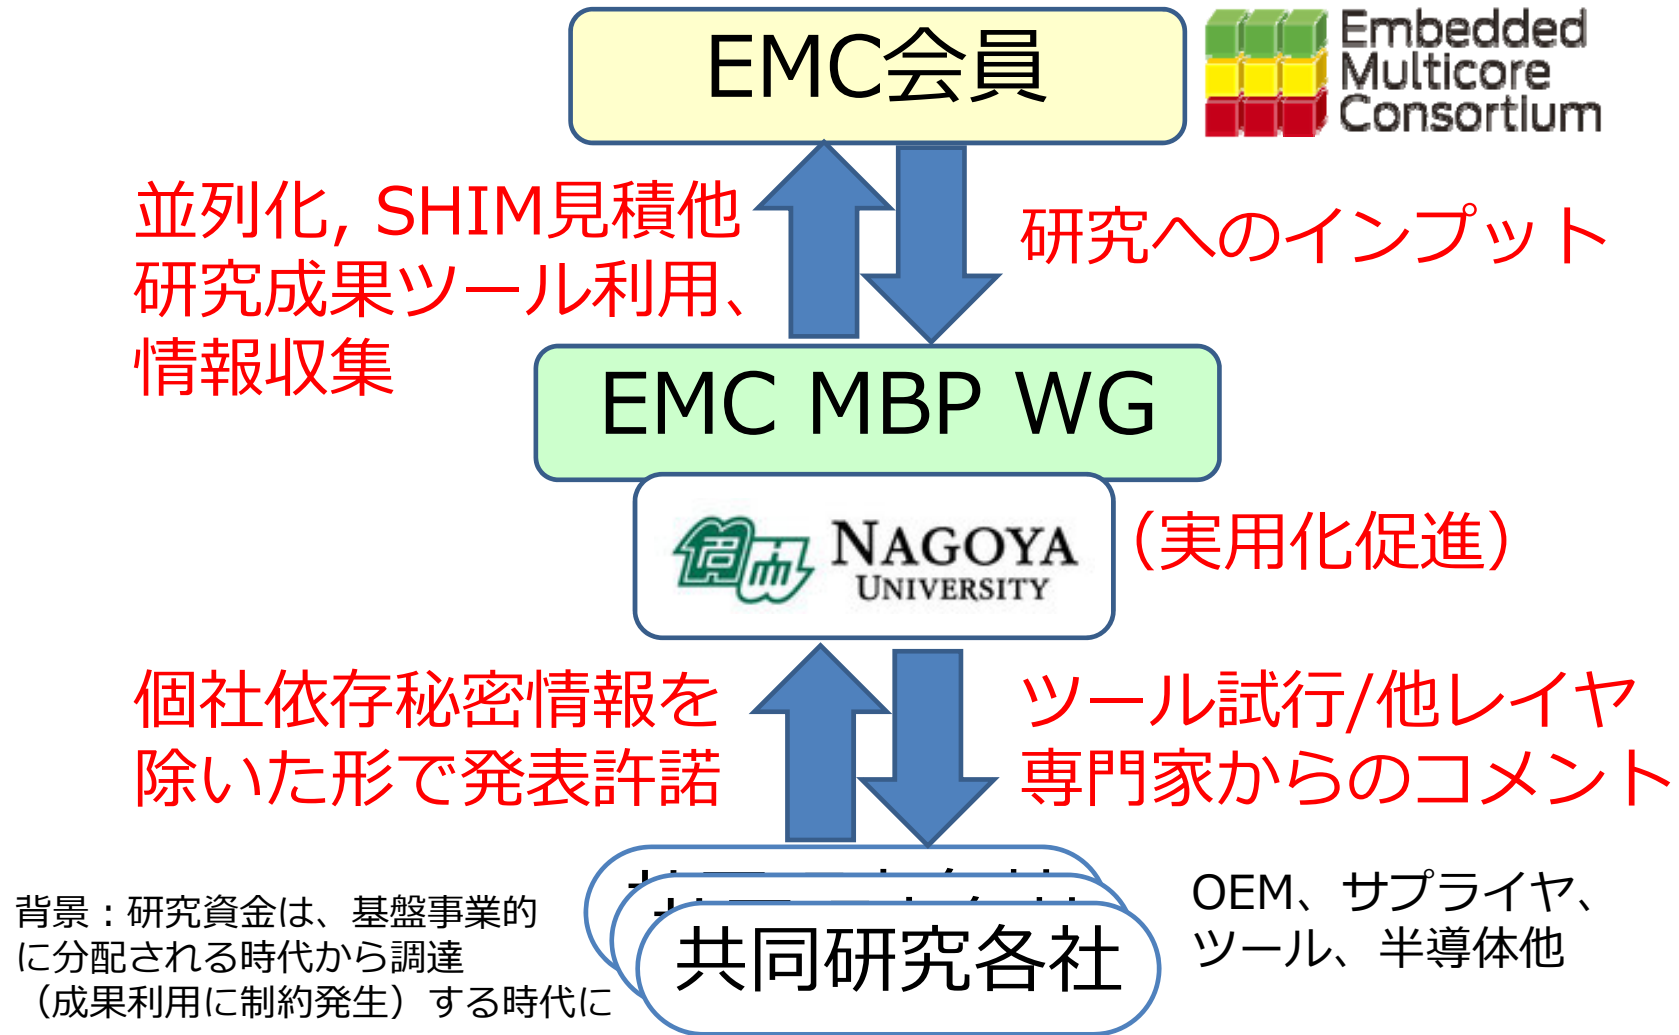 EMC会員
Embedded
Multicore
Consortium
並列化, SHIM見積他
研究成果ツール利用、
情報収集
研究へのインプット
EMC MBP WG
NAGOYA
UNIVERSITY
（実用化促進）
個社依存秘密情報を
除いた形で発表許諾
ツール試行/他レイヤ
専門家からのコメント
共同研究各社
OEM、サプライヤ、
ツール、半導体他
背景：研究資金は、基盤事業的
に分配される時代から調達
（成果利用に制約発生）する時代に